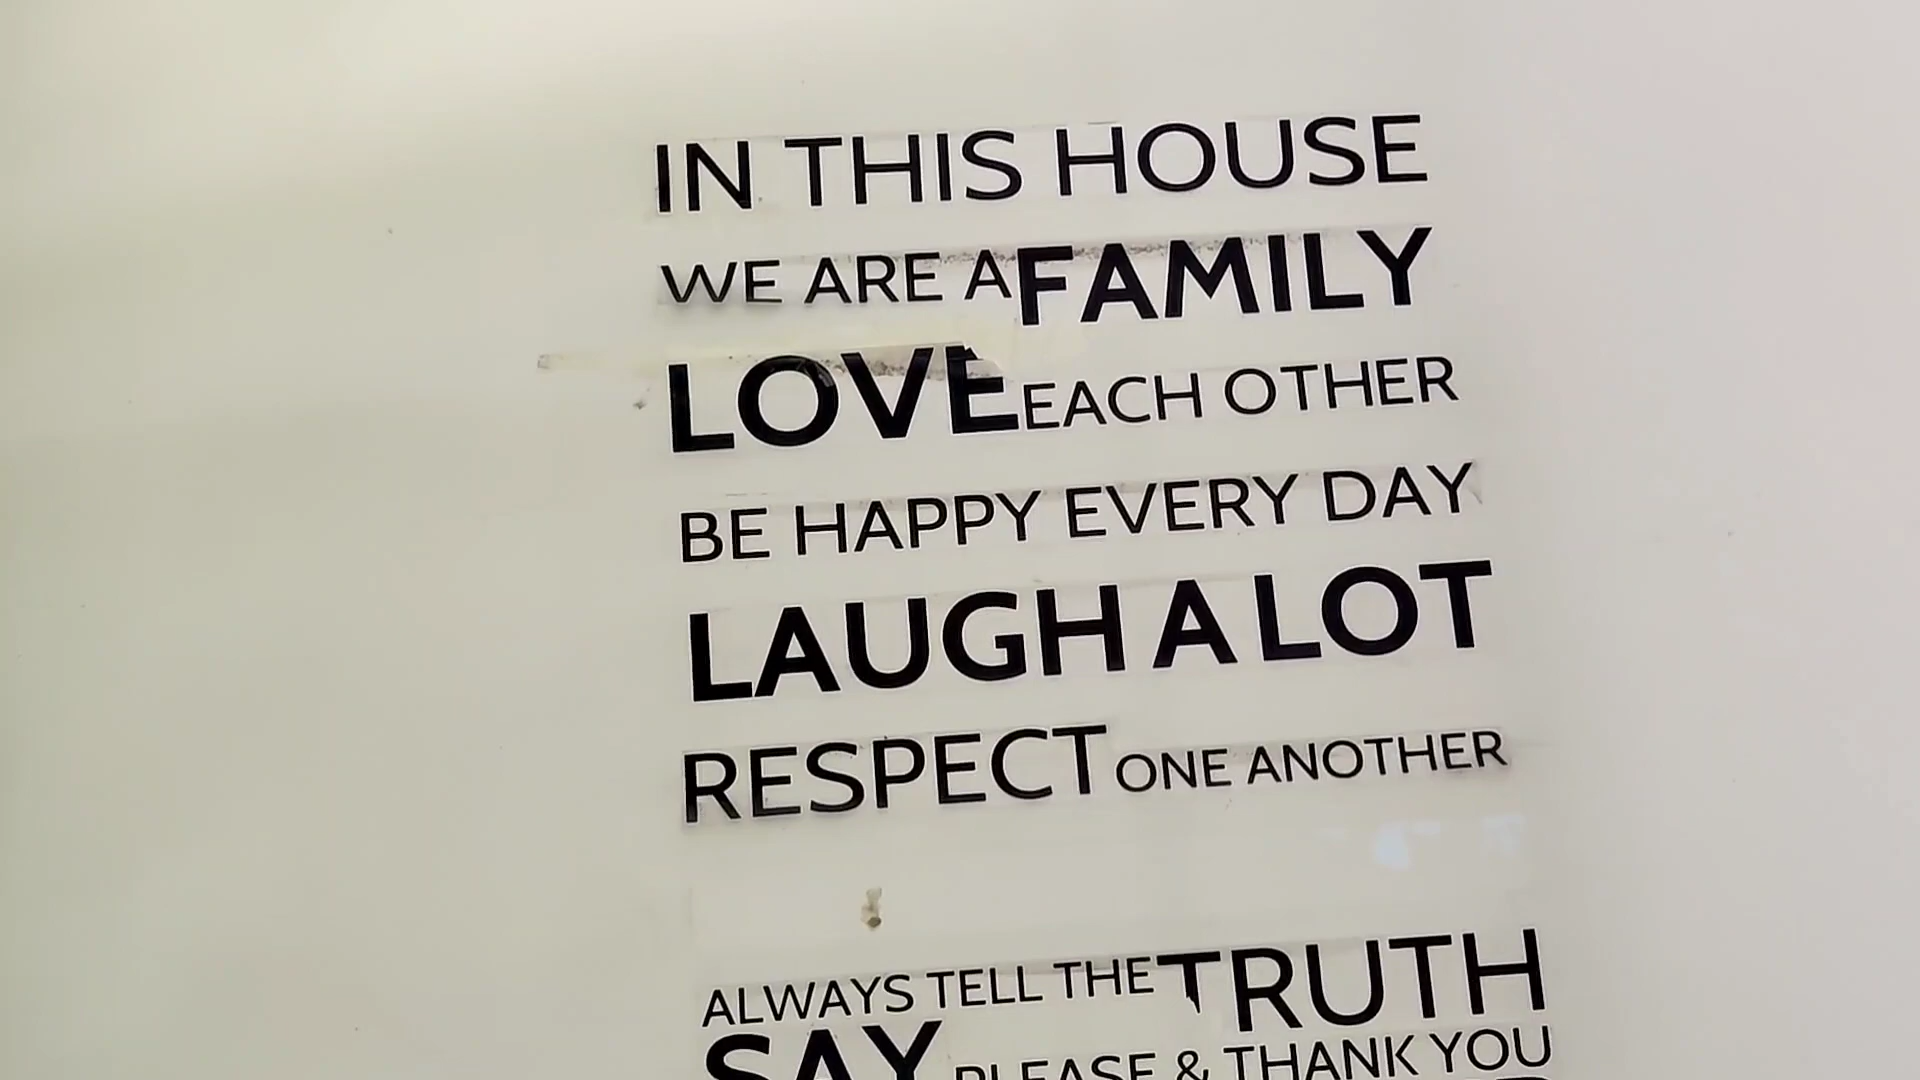 IN THIS HOUSE
WE ARE A FAMILY
LOVE EACH OTHER
BE HAPPY EVERY DAY
LAUGH A LOT
RESPECT ONE ANOTHER
ALWAYS TELL THE TRUTH
SAY PLEASE & THANK YOU